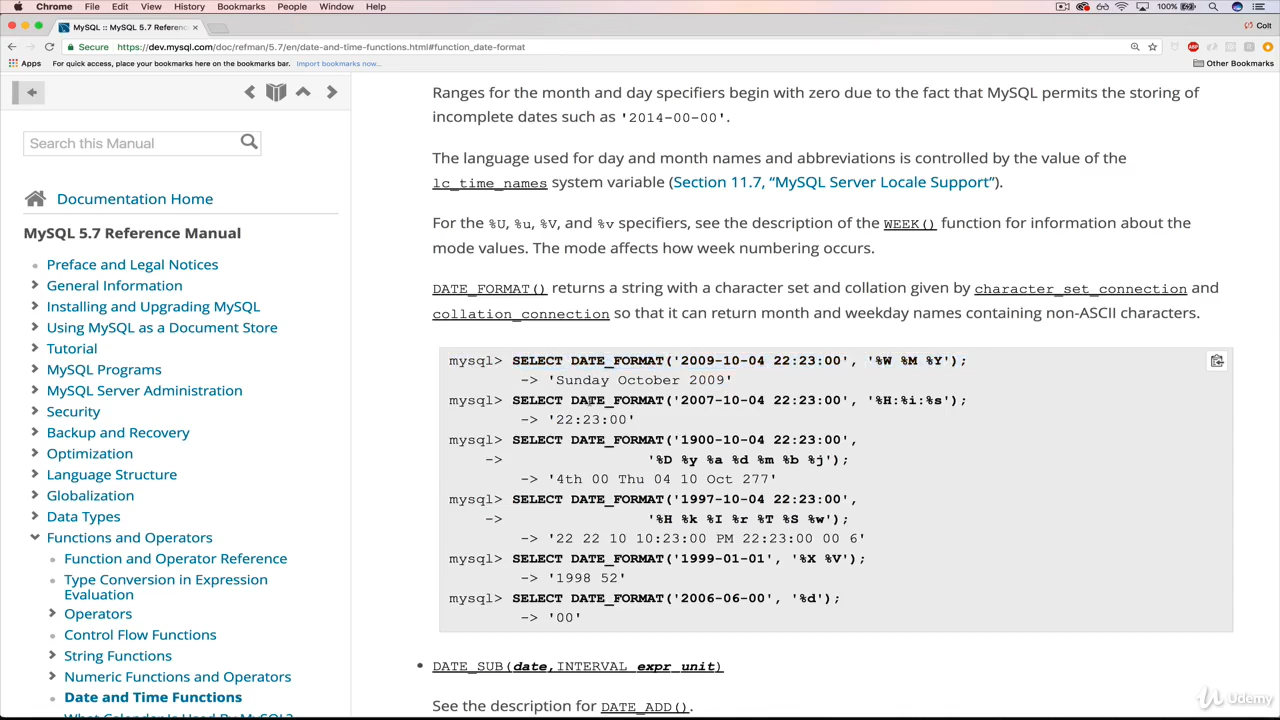 Chrome File Edit View History Bookmarks People Window Help 100%
MySQL :: MySQL 5.7 Referenc Colt
Secure https://dev.mysql.com/doc/refman/5.7/en/date-and-time-functions.html#function_date-format
Apps For quick access, place your bookmarks here on the bookmarks bar. Import bookmarks now... Other Bookmarks
Search this Manual
Documentation Home
MySQL 5.7 Reference Manual
Preface and Legal Notices
General Information
Installing and Upgrading MySQL
Using MySQL as a Document Store
Tutorial
MySQL Programs
MySQL Server Administration
Security
Backup and Recovery
Optimization
Language Structure
Globalization
Data Types
Functions and Operators
Function and Operator Reference
Type Conversion in Expression
Evaluation
Operators
Control Flow Functions
String Functions
Numeric Functions and Operators
Date and Time Functions
What Calendar Is Used By MySQL?
Ranges for the month and day specifiers begin with zero due to the fact that MySQL permits the storing of
incomplete dates such as '2014-00-00'.
The language used for day and month names and abbreviations is controlled by the value of the
lc_time_names system variable (Section 11.7, “MySQL Server Locale Support”).
For the %U, %u, %V, and %v specifiers, see the description of the WEEK() function for information about the
mode values. The mode affects how week numbering occurs.
DATE_FORMAT() returns a string with a character set and collation given by character_set_connection and
collation_connection so that it can return month and weekday names containing non-ASCII characters.
mysql> SELECT DATE_FORMAT('2009-10-04 22:23:00', '%W %M %Y');
-> 'Sunday October 2009'
mysql> SELECT DATE_FORMAT('2007-10-04 22:23:00', '%H:%i:%s');
-> '22:23:00'
mysql> SELECT DATE_FORMAT('1900-10-04 22:23:00',
-> '%D %y %a %d %m %b %j');
-> '4th 00 Thu 04 10 Oct 277'
mysql> SELECT DATE_FORMAT('1997-10-04 22:23:00',
-> '%H %k %I %r %T %S %w');
-> '22 22 10 10:23:00 PM 22:23:00 00 6'
mysql> SELECT DATE_FORMAT('1999-01-01', '%X %V');
-> '1998 52'
mysql> SELECT DATE_FORMAT('2006-06-00', '%d');
-> '00'
DATE_SUB(date,INTERVAL expr unit)
See the description for DATE_ADD().
Udemy